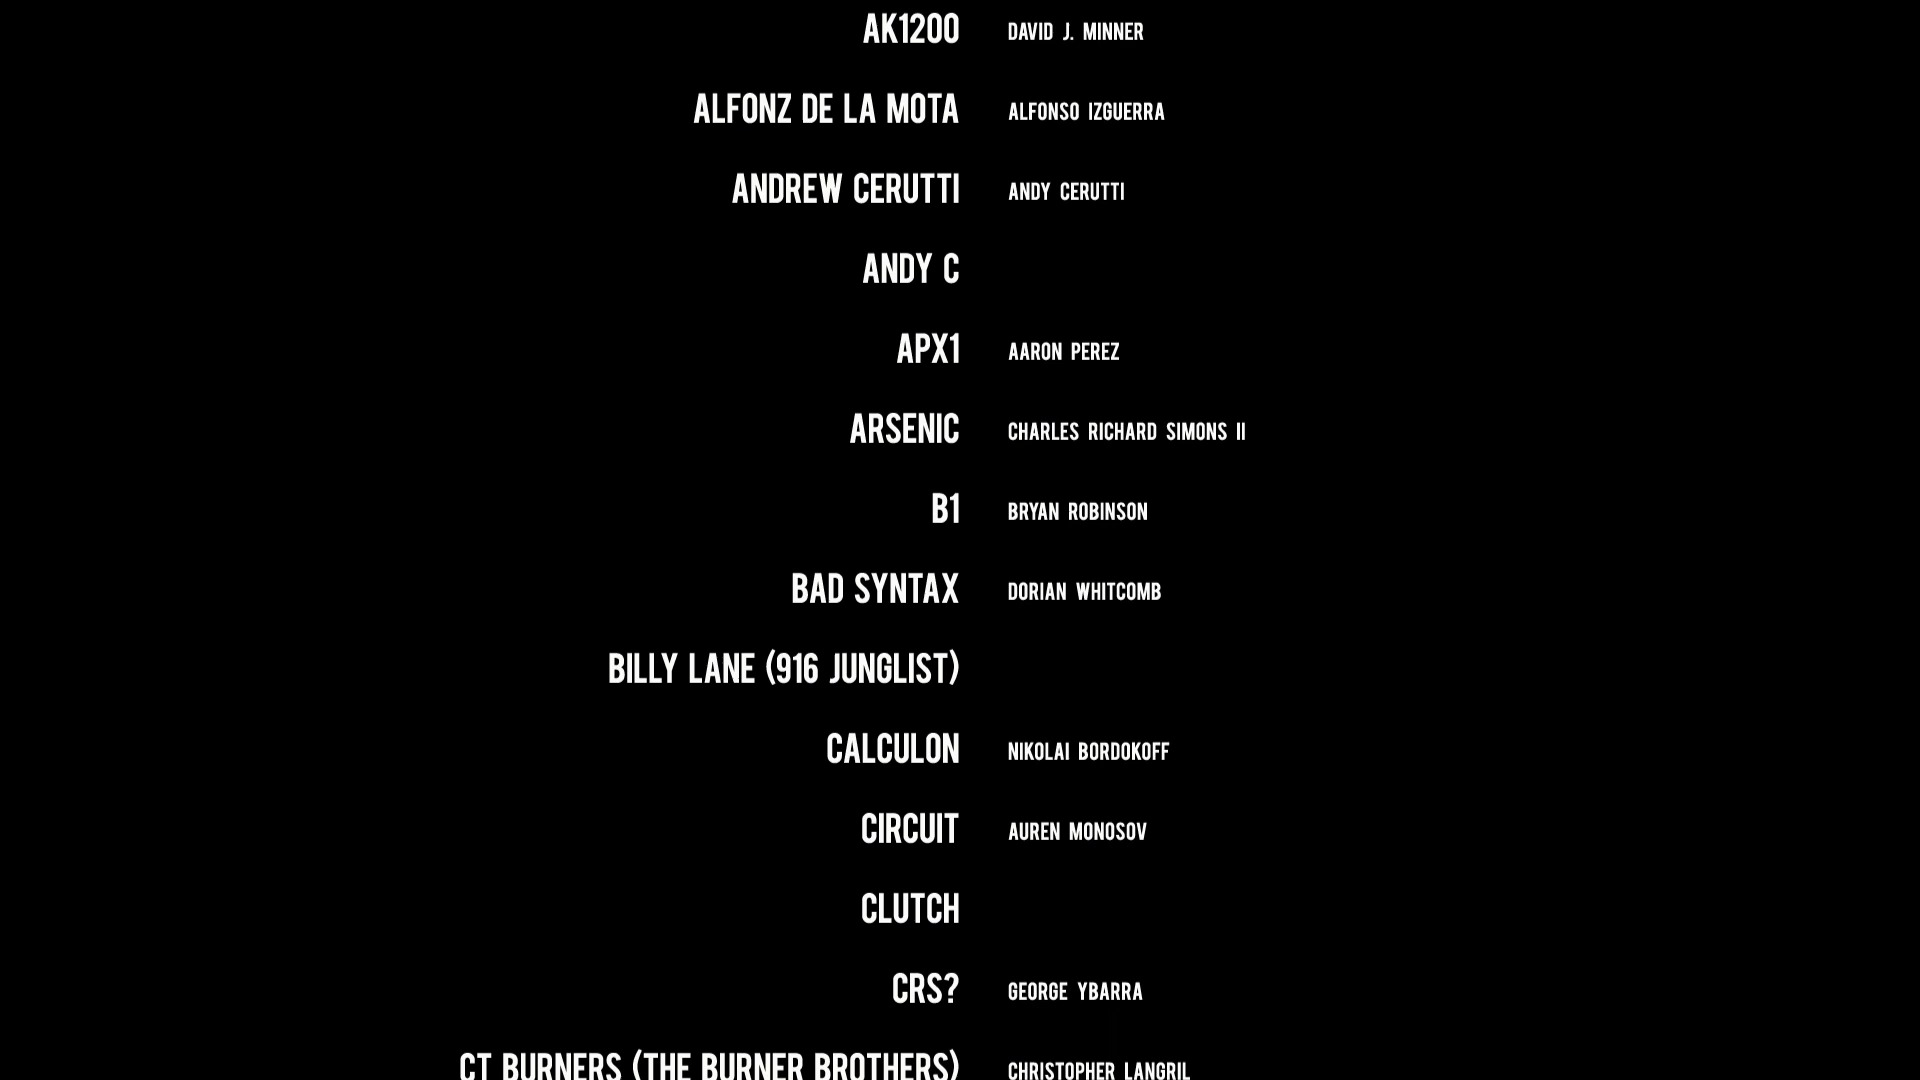 AK1200 DAVID J. MINNER
ALFONZ DE LA MOTA ALFONSO IZGUERRA
ANDREW CERUTTI ANDY CERUTTI
ANDY C
APX1 AARON PEREZ
ARSENIC CHARLES RICHARD SIMONS II
B1 BRYAN ROBINSON
BAD SYNTAX DORIAN WHITCOMB
BILLY LANE (916 JUNGLIST)
CALCULON NIKOLAI BORDOKOFF
CIRCUIT AUREN MONOSOV
CLUTCH
CRS? GEORGE YBARRA
CT BURNERS (THE BURNER BROTHERS) CHRISTOPHER LANGRIL